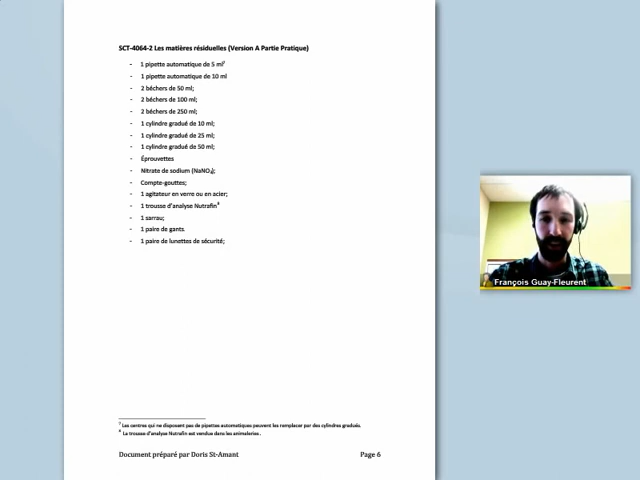 SCT-4064-2 Les matières résiduelles (Version A Partie Pratique)
- 1 pipette automatique de 5 ml⁷
- 1 pipette automatique de 10 ml
- 2 béchers de 50 ml;
- 2 béchers de 100 ml;
- 2 béchers de 250 ml;
- 1 cylindre gradué de 10 ml;
- 1 cylindre gradué de 25 ml;
- 1 cylindre gradué de 50 ml;
- Éprouvettes
- Nitrate de sodium (NaNO₃);
- Compte-gouttes;
- 1 agitateur en verre ou en acier;
- 1 trousse d'analyse Nutrafin⁸
- 1 sarrau;
- 1 paire de gants.
- 1 paire de lunettes de sécurité;
⁷ Les centres qui ne disposent pas de pipettes automatiques peuvent les remplacer par des cylindres gradués.
⁸ La trousse d'analyse Nutrafin est vendue dans les animaleries.
Document préparé par Doris St-Amant Page 6
François Guay-Fleurent